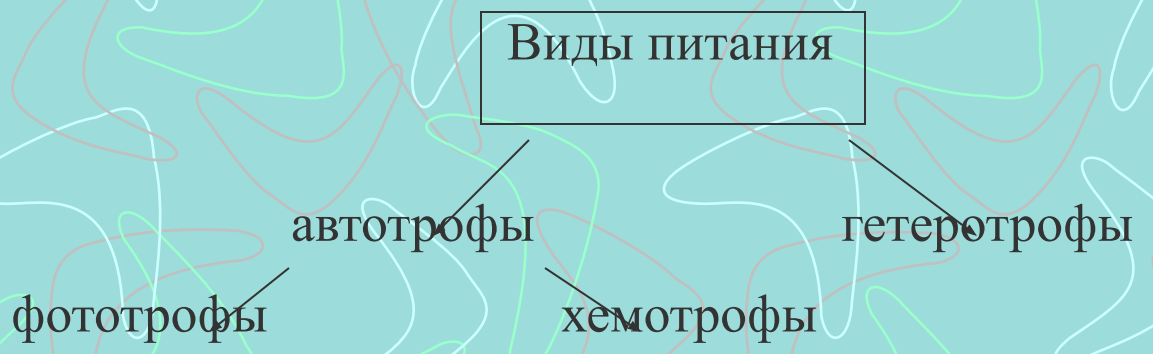 Виды питания
автотрофы гетеротрофы
фототрофы хемотрофы